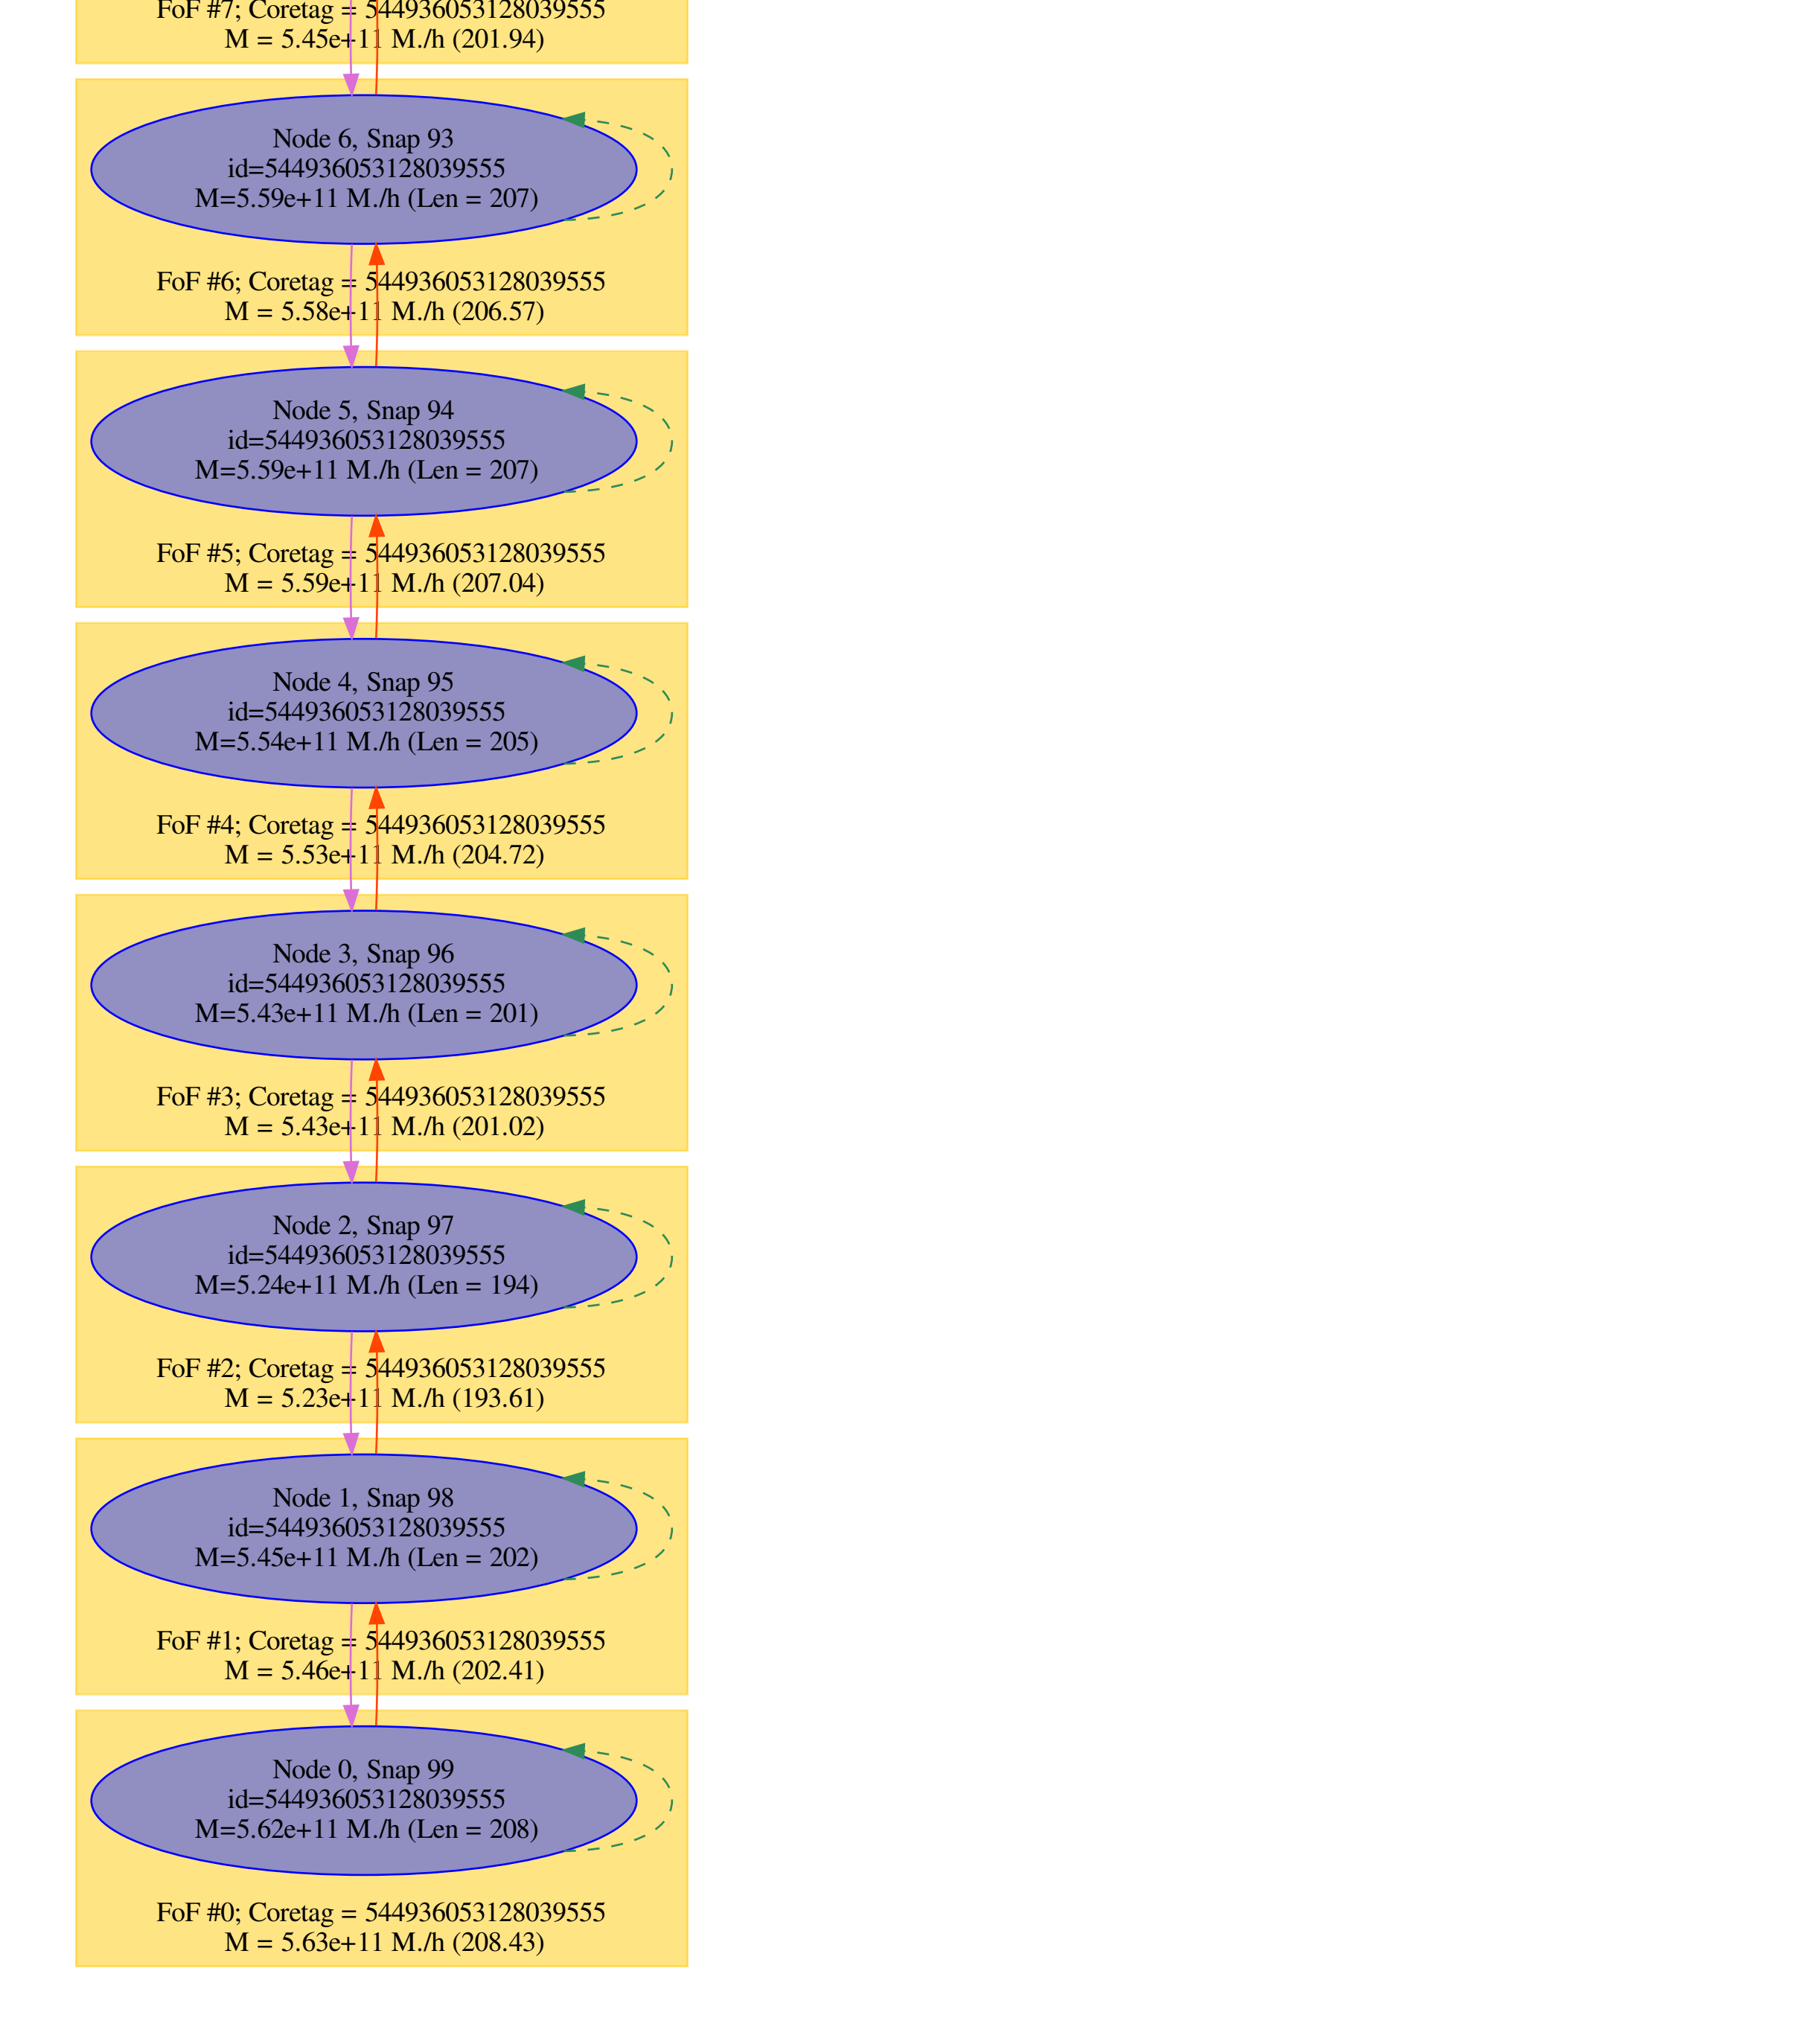 FoF #7; Coretag = 544936053128039555
M = 5.45e+11 M./h (201.94)
Node 6, Snap 93
id=544936053128039555
M=5.59e+11 M./h (Len = 207)
FoF #6; Coretag = 544936053128039555
M = 5.58e+11 M./h (206.57)
Node 5, Snap 94
id=544936053128039555
M=5.59e+11 M./h (Len = 207)
FoF #5; Coretag = 544936053128039555
M = 5.59e+11 M./h (207.04)
Node 4, Snap 95
id=544936053128039555
M=5.54e+11 M./h (Len = 205)
FoF #4; Coretag = 544936053128039555
M = 5.53e+11 M./h (204.72)
Node 3, Snap 96
id=544936053128039555
M=5.43e+11 M./h (Len = 201)
FoF #3; Coretag = 544936053128039555
M = 5.43e+11 M./h (201.02)
Node 2, Snap 97
id=544936053128039555
M=5.24e+11 M./h (Len = 194)
FoF #2; Coretag = 544936053128039555
M = 5.23e+11 M./h (193.61)
Node 1, Snap 98
id=544936053128039555
M=5.45e+11 M./h (Len = 202)
FoF #1; Coretag = 544936053128039555
M = 5.46e+11 M./h (202.41)
Node 0, Snap 99
id=544936053128039555
M=5.62e+11 M./h (Len = 208)
FoF #0; Coretag = 544936053128039555
M = 5.63e+11 M./h (208.43)